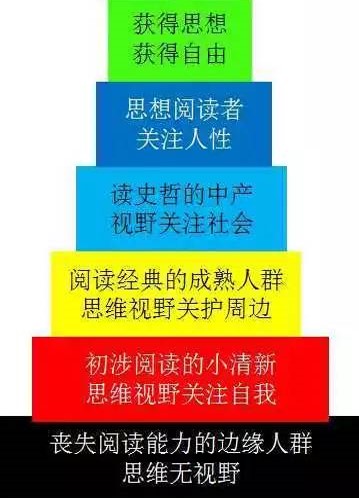 获得思想
获得自由
思想阅读者
关注人性
读史哲的中产
视野关注社会
阅读经典的成熟人群
思维视野关护周边
初涉阅读的小清新
思维视野关注自我
丧失阅读能力的边缘人群
思维无视野